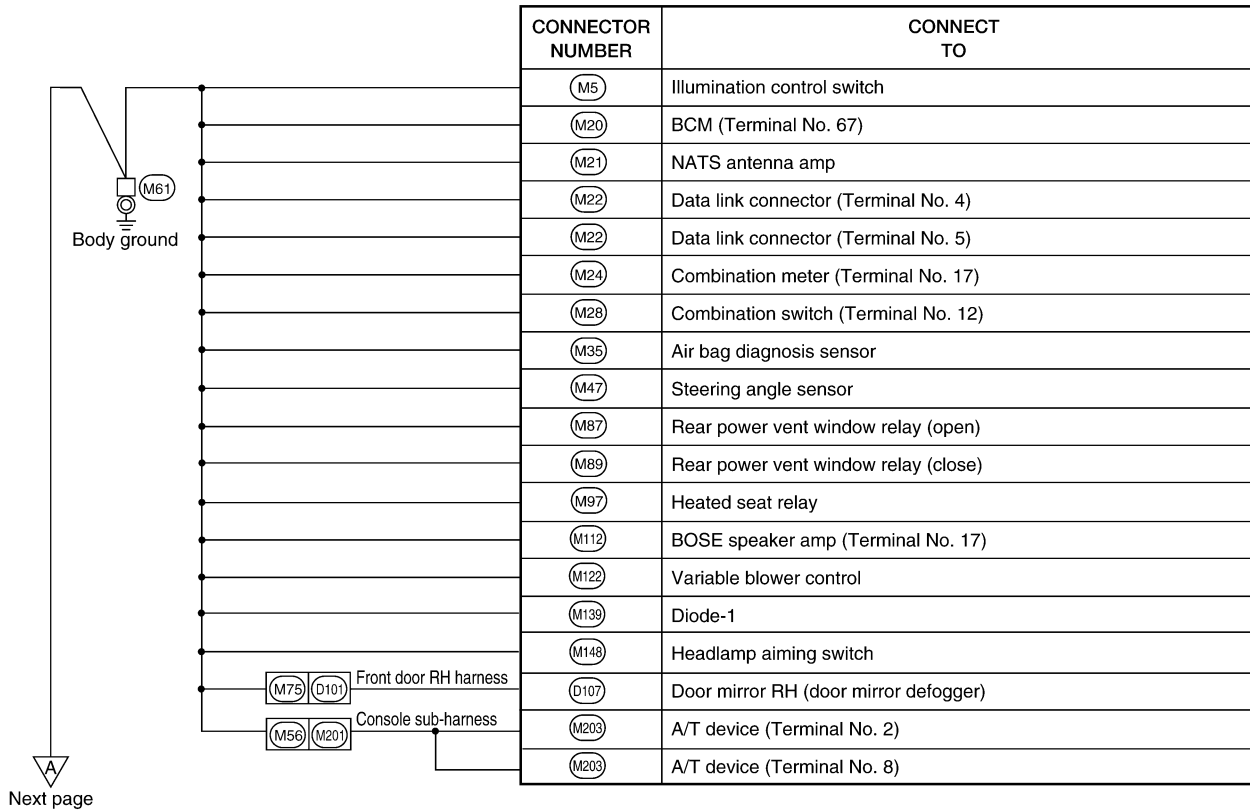 CONNECTOR NUMBER CONNECT TO
M5 Illumination control switch
M20 BCM (Terminal No. 67)
M21 NATS antenna amp
M61
M22 Data link connector (Terminal No. 4)
Body ground
M22 Data link connector (Terminal No. 5)
M24 Combination meter (Terminal No. 17)
M28 Combination switch (Terminal No. 12)
M35 Air bag diagnosis sensor
M47 Steering angle sensor
M87 Rear power vent window relay (open)
M89 Rear power vent window relay (close)
M97 Heated seat relay
M112 BOSE speaker amp (Terminal No. 17)
M122 Variable blower control
M139 Diode-1
M148 Headlamp aiming switch
M75 D101 Front door RH harness D107 Door mirror RH (door mirror defogger)
M56 M201 Console sub-harness M203 A/T device (Terminal No. 2)
M203 A/T device (Terminal No. 8)
A
Next page